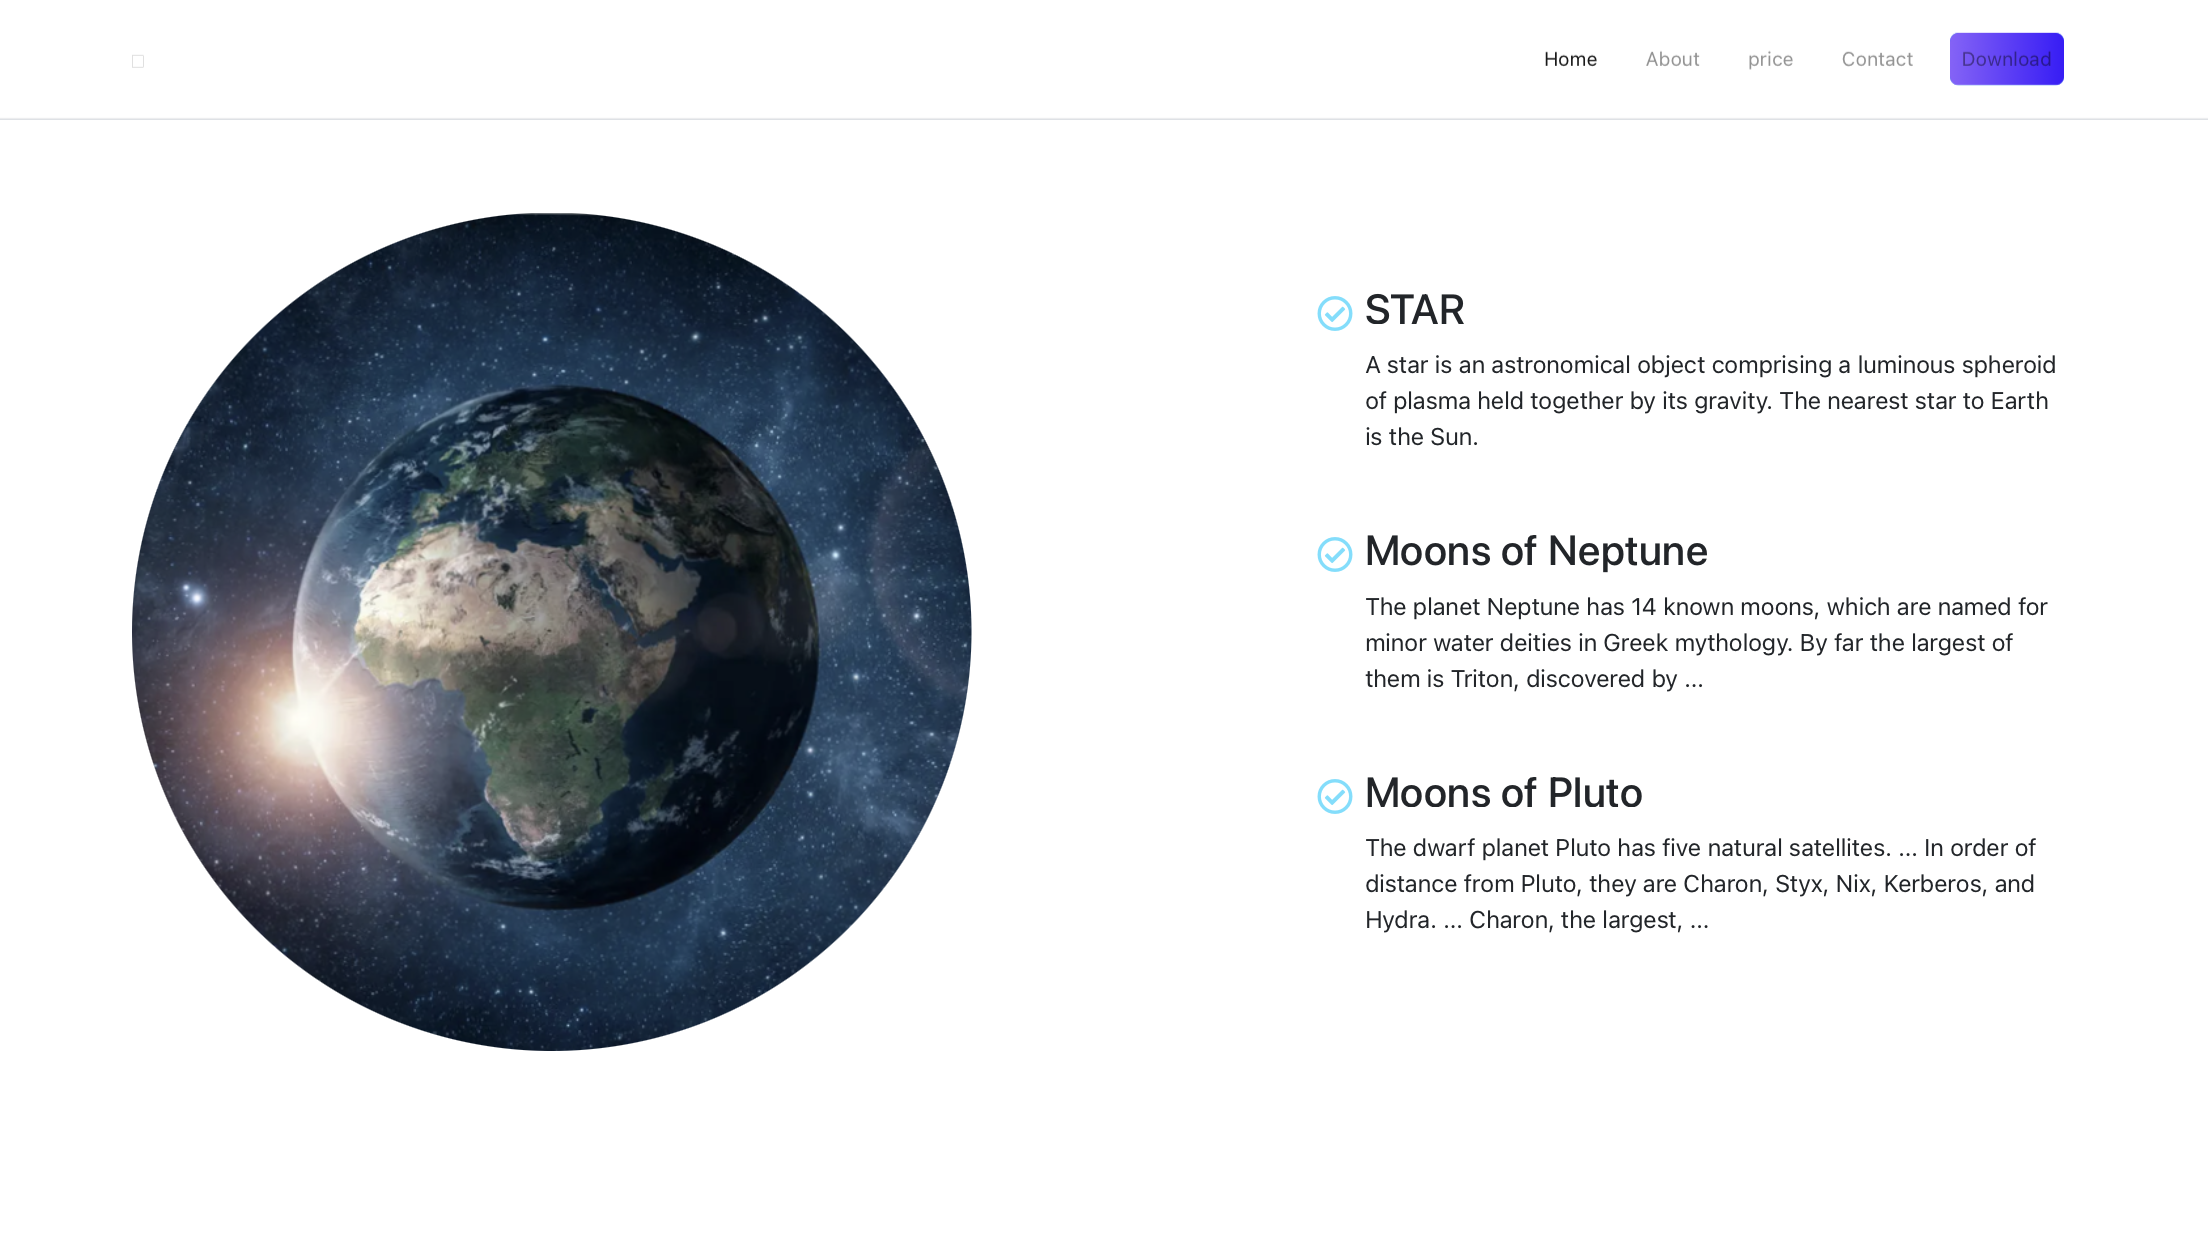 Home About price Contact Download
STAR
A star is an astronomical object comprising a luminous spheroid
of plasma held together by its gravity. The nearest star to Earth
is the Sun.
Moons of Neptune
The planet Neptune has 14 known moons, which are named for
minor water deities in Greek mythology. By far the largest of
them is Triton, discovered by ...
Moons of Pluto
The dwarf planet Pluto has five natural satellites. ... In order of
distance from Pluto, they are Charon, Styx, Nix, Kerberos, and
Hydra. ... Charon, the largest, ...